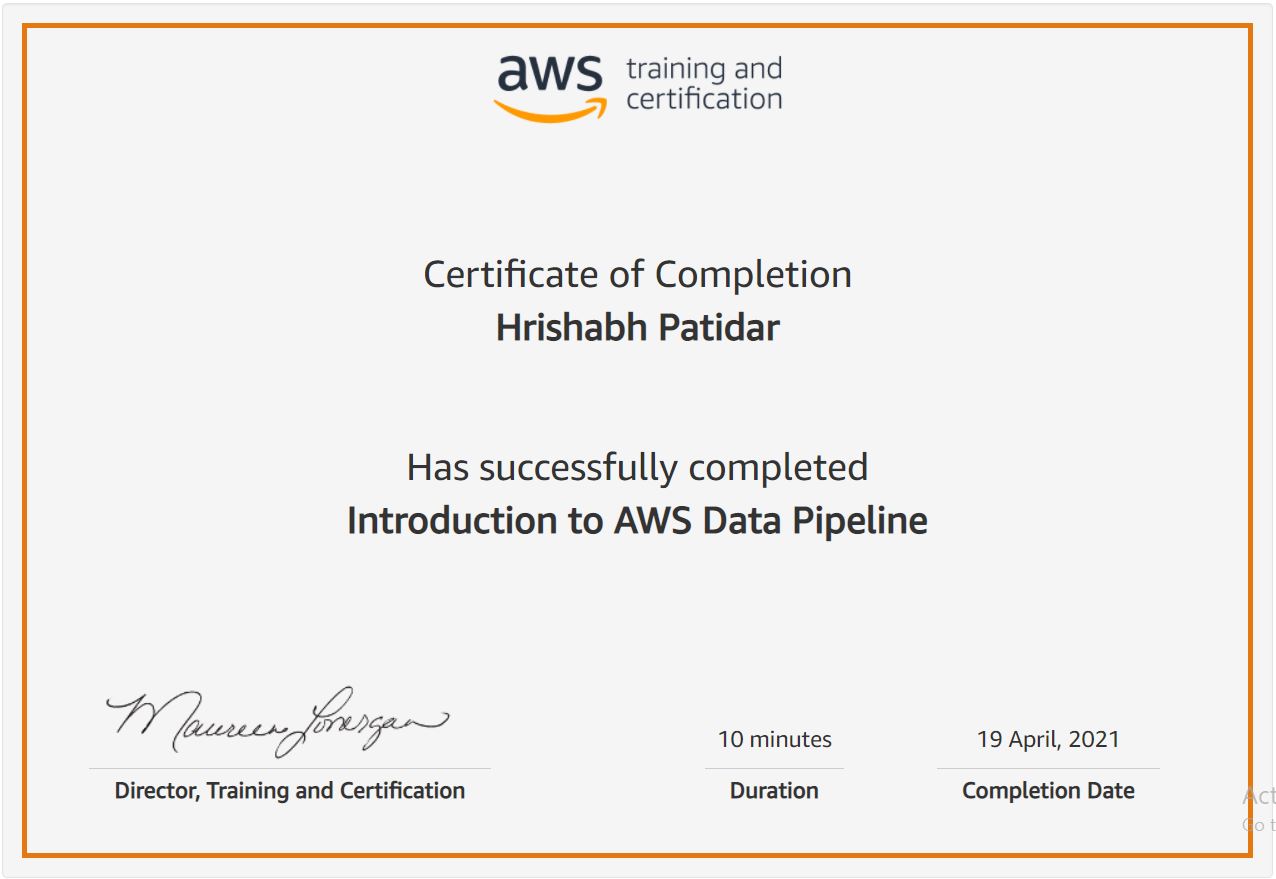 aws training and
certification
Certificate of Completion
Hrishabh Patidar
Has successfully completed
Introduction to AWS Data Pipeline
Maureen Lonergan
10 minutes
19 April, 2021
Director, Training and Certification
Duration
Completion Date
Act
Go t